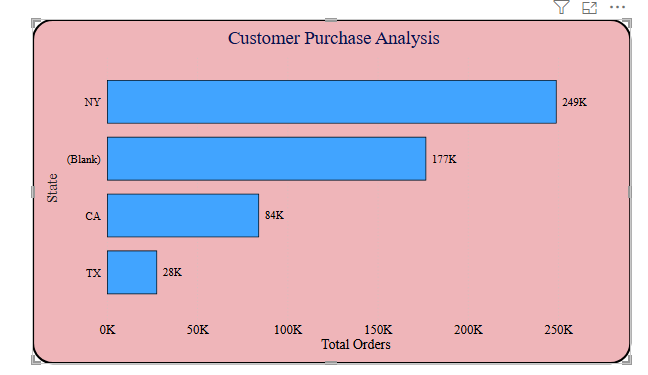 Customer Purchase Analysis
State
NY
249K
(Blank)
177K
CA
84K
TX
28K
0K
50K
100K
150K
200K
250K
Total Orders